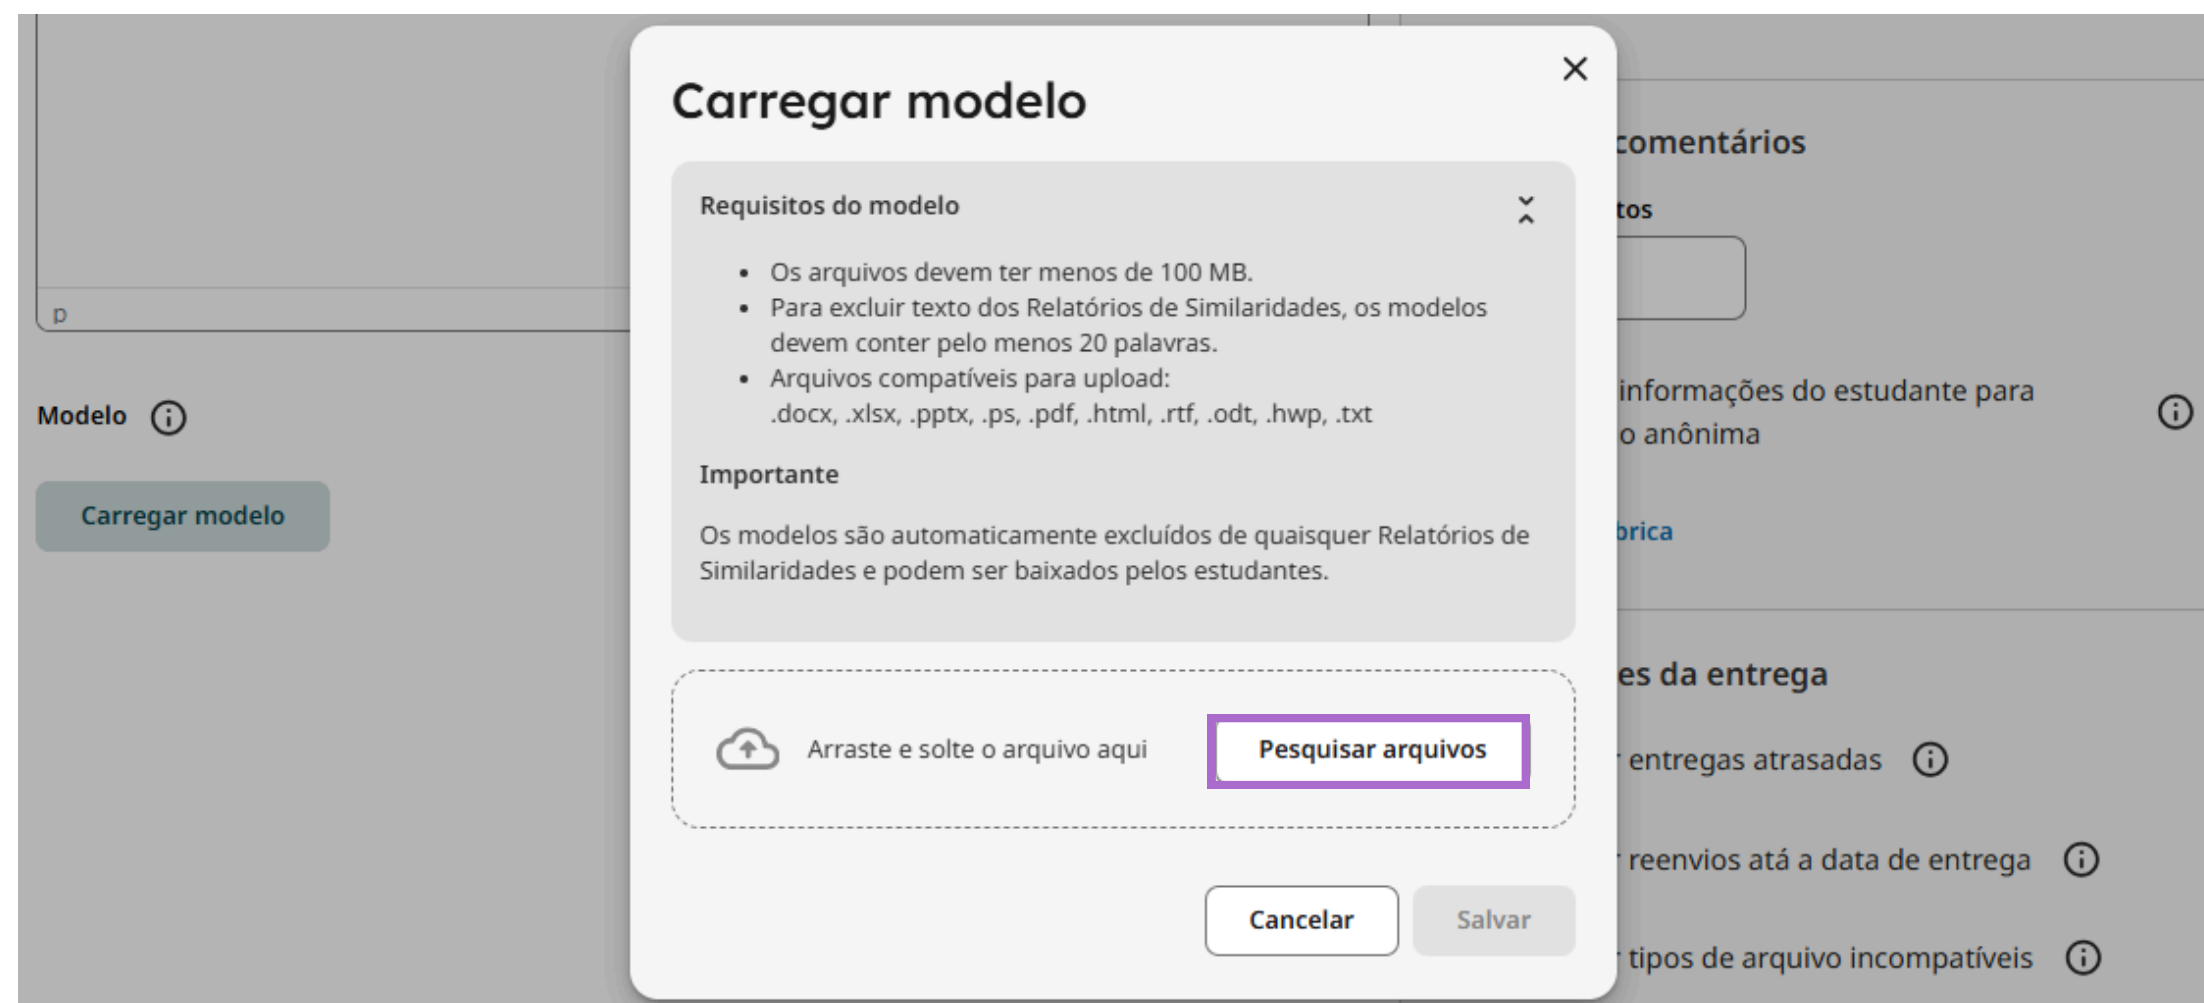 Carregar modelo
Requisitos do modelo
• Os arquivos devem ter menos de 100 MB.
• Para excluir texto dos Relatórios de Similaridades, os modelos
devem conter pelo menos 20 palavras.
• Arquivos compatíveis para upload:
.docx, .xlsx, .pptx, .ps, .pdf, .html, .rtf, .odt, .hwp, .txt
Importante
Os modelos são automaticamente excluídos de quaisquer Relatórios de
Similaridades e podem ser baixados pelos estudantes.
Arraste e solte o arquivo aqui
Pesquisar arquivos
Cancelar
Salvar
p
Modelo
Carregar modelo
comentários
tos
informações do estudante para
o anônima
brica
es da entrega
r entregas atrasadas
r reenvios atá a data de entrega
r tipos de arquivo incompatíveis